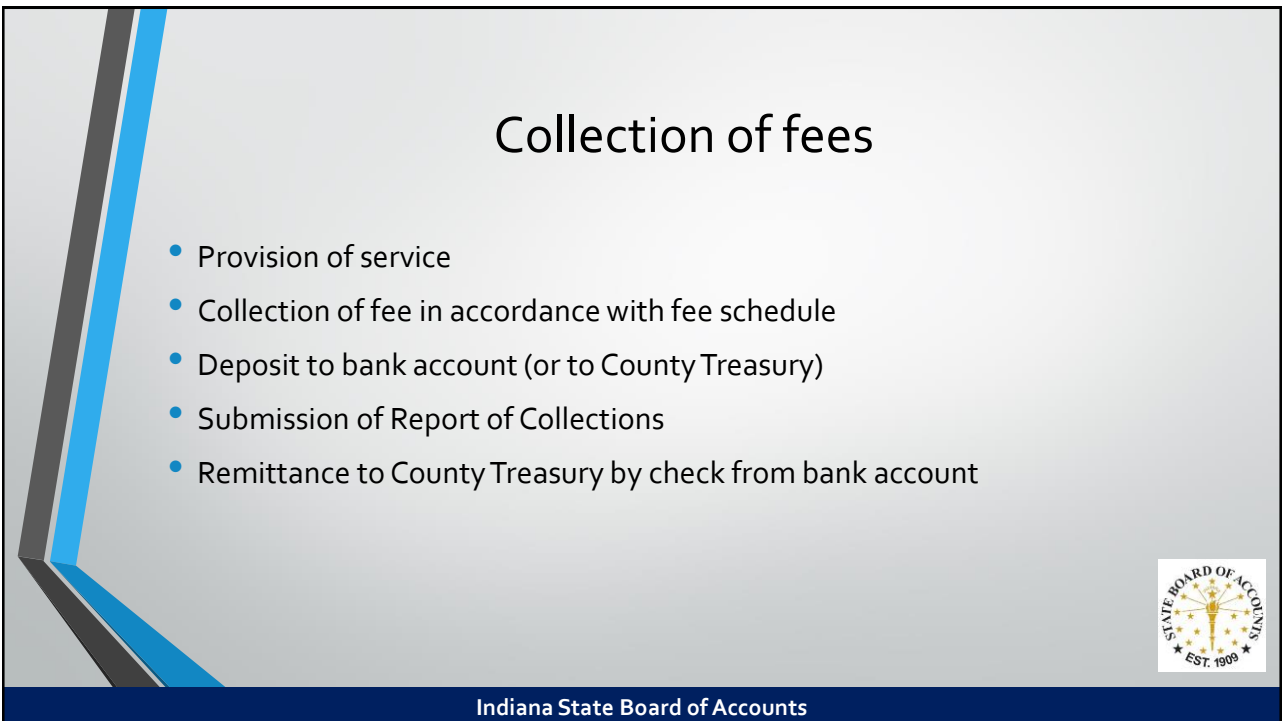 Collection of fees
• Provision of service
• Collection of fee in accordance with fee schedule
• Deposit to bank account (or to County Treasury)
• Submission of Report of Collections
• Remittance to County Treasury by check from bank account
STATE BOARD OF ACCOUNTS
EST. 1909
Indiana State Board of Accounts